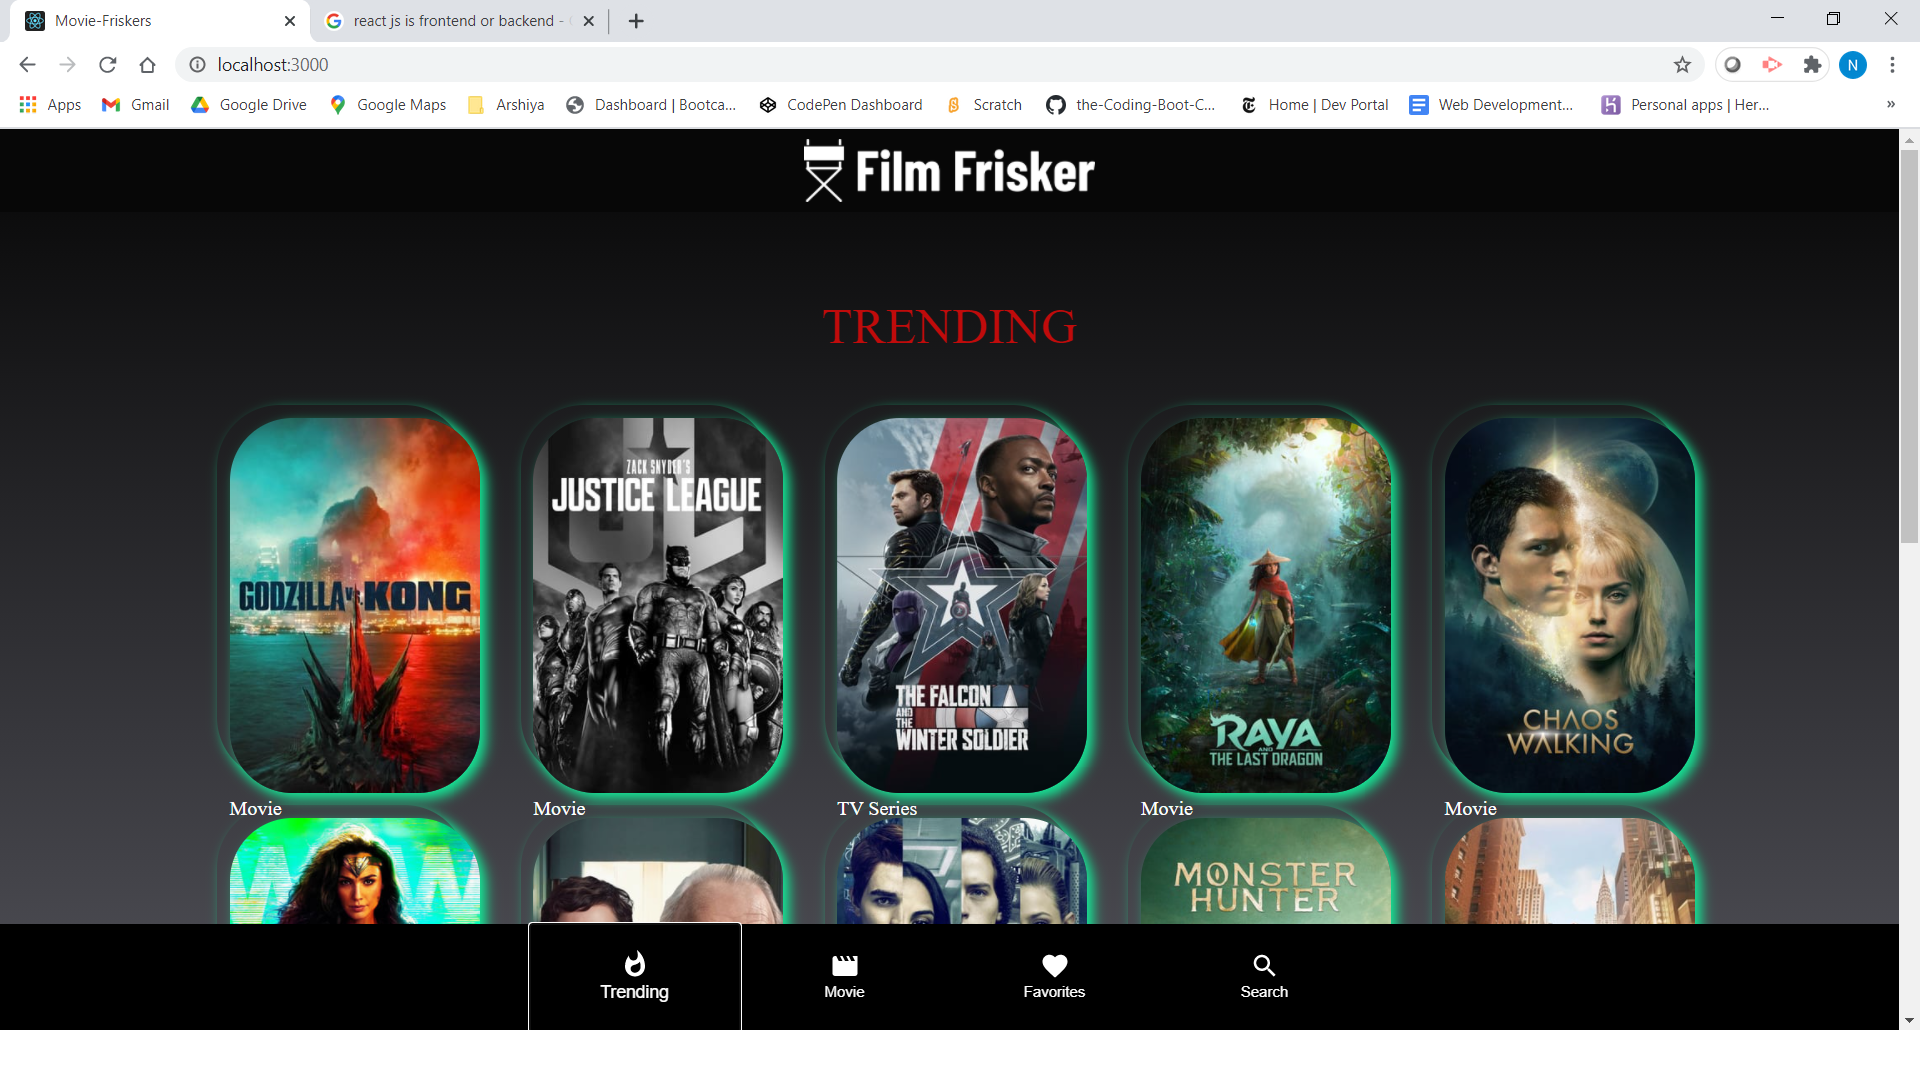 Movie-Friskers
react js is frontend or backend -
localhost:3000
N
Apps
Gmail
Google Drive
Google Maps
Arshiya
Dashboard | Bootca...
CodePen Dashboard
Scratch
the-Coding-Boot-C...
Home | Dev Portal
Web Development...
Personal apps | Her...
»
Film Frisker
TRENDING
GODZILLA vs. KONG
ZACK SNYDER'S
JUSTICE LEAGUE
THE FALCON
AND THE
WINTER SOLDIER
RAYA
AND
THE LAST DRAGON
CHAOS
WALKING
Movie
Movie
TV Series
Movie
Movie
MONSTER
HUNTER
Trending
Movie
Favorites
Search